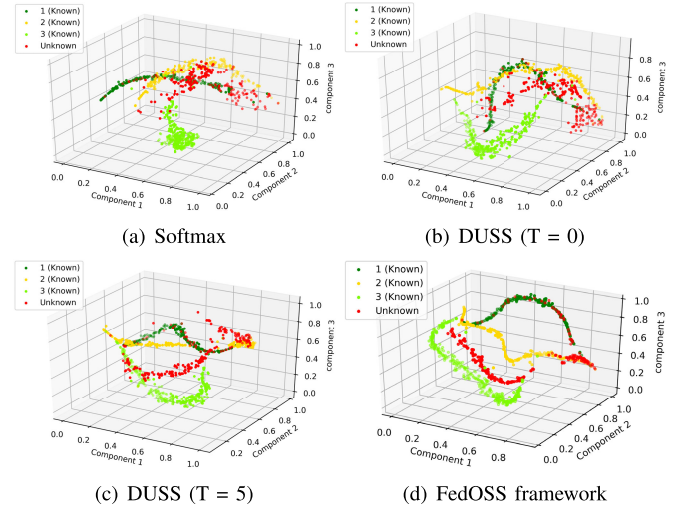 1 (Known)
2 (Known)
3 (Known)
Unknown
1.0
0.8
0.6
0.4
0.2
0.0
component 3
0.0
0.2
0.4
0.6
0.8
1.0
Component 1
0.0
0.2
0.4
0.6
0.8
1.0
Component 2
(a) Softmax
1 (Known)
2 (Known)
3 (Known)
Unknown
0.8
0.6
0.4
0.2
0.0
component 3
0.0
0.2
0.4
0.6
0.8
1.0
Component 1
0.0
0.2
0.4
0.6
0.8
1.0
Component 2
(b) DUSS (T = 0)
1 (Known)
2 (Known)
3 (Known)
Unknown
1.0
0.8
0.6
0.4
0.2
0.0
component 3
0.0
0.2
0.4
0.6
0.8
1.0
Component 1
0.0
0.2
0.4
0.6
0.8
1.0
Component 2
(c) DUSS (T = 5)
1 (Known)
2 (Known)
3 (Known)
Unknown
1.0
0.8
0.6
0.4
0.2
0.0
component 3
0.0
0.2
0.4
0.6
0.8
1.0
Component 1
0.0
0.2
0.4
0.6
0.8
1.0
Component 2
(d) FedOSS framework